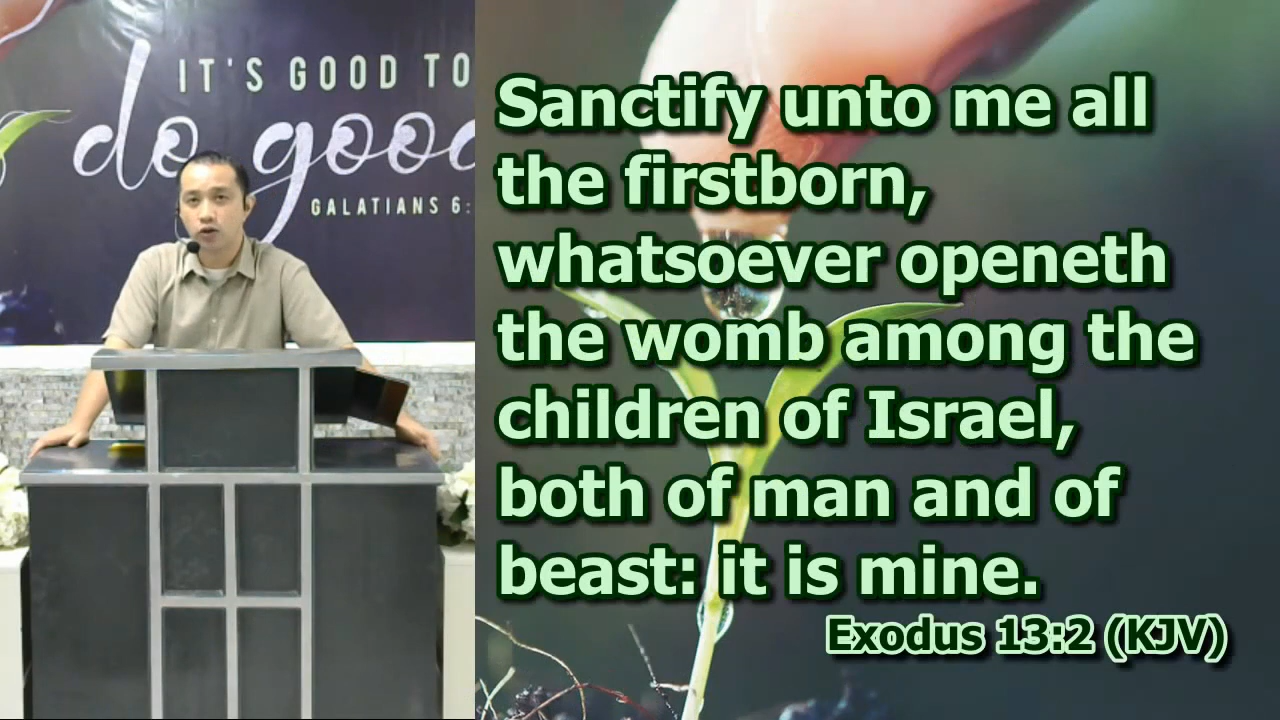 IT'S GOOD TO
do good
GALATIANS 6:
Sanctify unto me all
the firstborn,
whatsoever openeth
the womb among the
children of Israel,
both of man and of
beast: it is mine.
Exodus 13:2 (KJV)